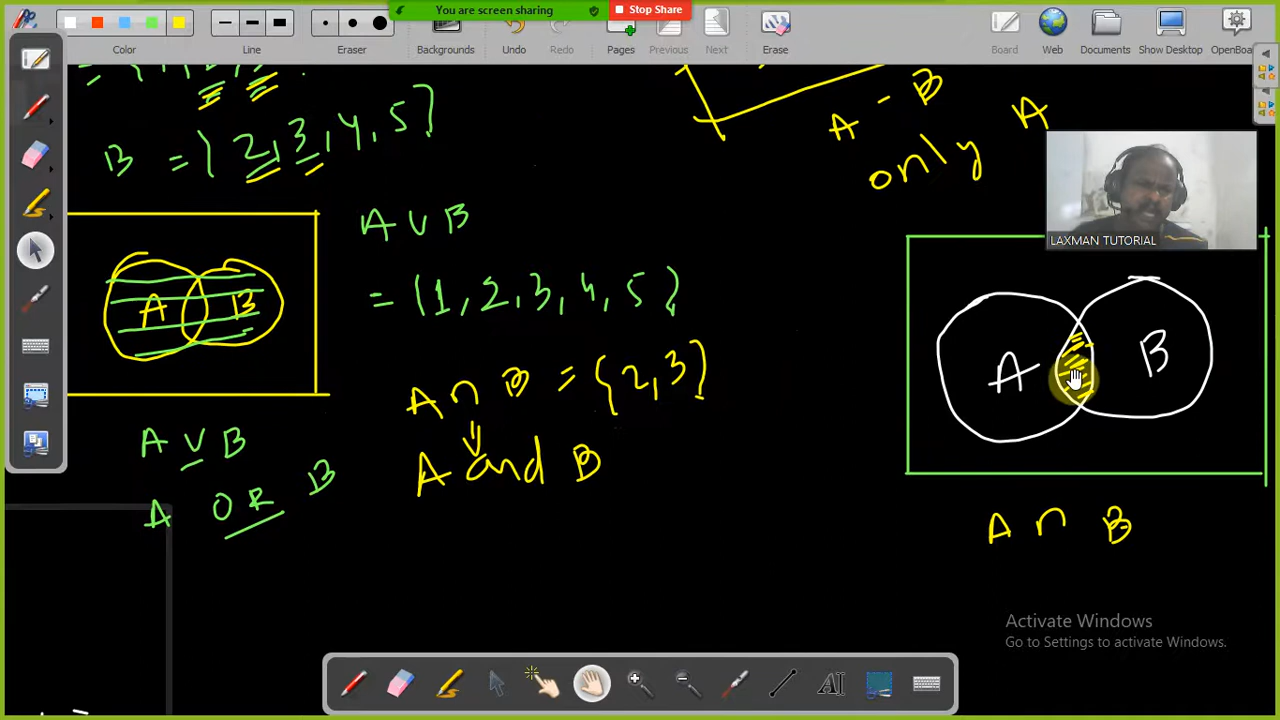 You are screen sharing Stop Share
Color Line Eraser Backgrounds Undo Redo Pages Previous Next Erase Board Web Documents Show Desktop OpenBoa
B = { 2, 3, 4, 5 }
A - B
only A
LAXMAN TUTORIAL
A ∪ B
= { 1, 2, 3, 4, 5 }
A B
A ∩ B = { 2, 3 }
A and B
A ∪ B
A OR B
A B
A ∩ B
Activate Windows
Go to Settings to activate Windows.